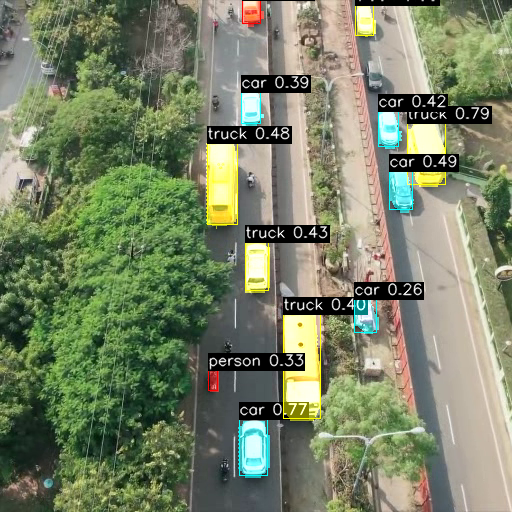 car 0.39
car 0.42
truck 0.79
truck 0.48
car 0.49
truck 0.43
car 0.26
truck 0.40
person 0.33
car 0.77